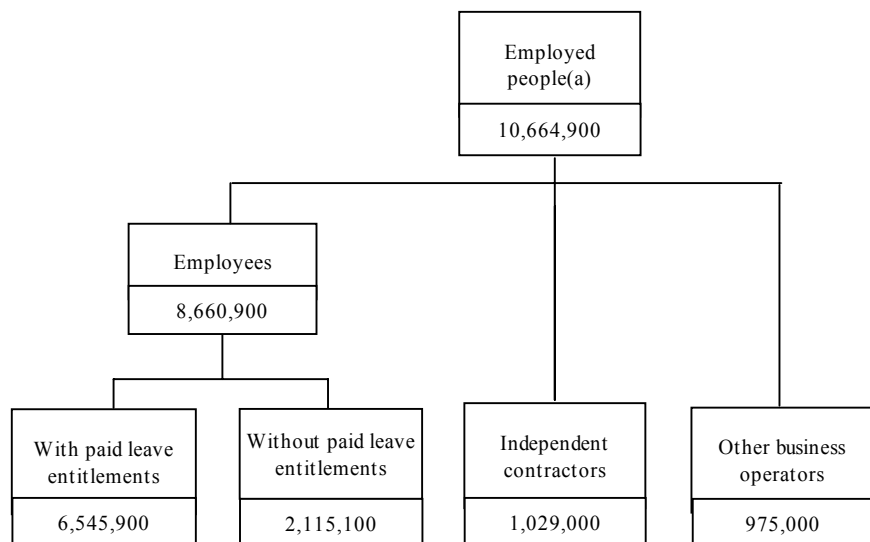 Employed
people(a)
10,664,900
Employees
8,660,900
With paid leave
entitlements
6,545,900
Without paid leave
entitlements
2,115,100
Independent
contractors
1,029,000
Other business
operators
975,000